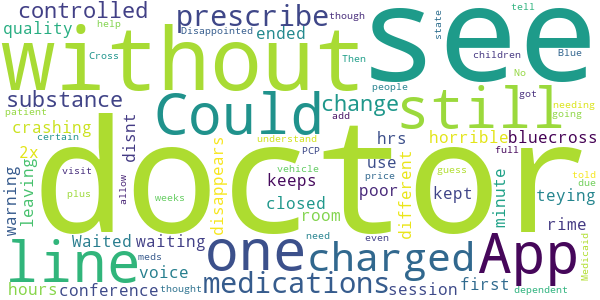 controlled
prescribe
see
quality
Disappointed
ended
though
help
tell
state
without
Cross
Then
people
children
Blue
substance
Could
change
still
No
got
needing
going
patient
add
crashing
disnt
hrs
horrible
bluecross
certain
2x
understand
PCP
full
told
doctor
warning
leaving
visit
allow
disappears
use
different
vehicle
keeps
poor
guess
due
plus
weeks
closed
price
kept
minute
teying
room
rime
line
Waited
waiting
one
charged
App
need
even
meds
voice
hours
conference
thought
medications
session
first
dependent
Medicaid